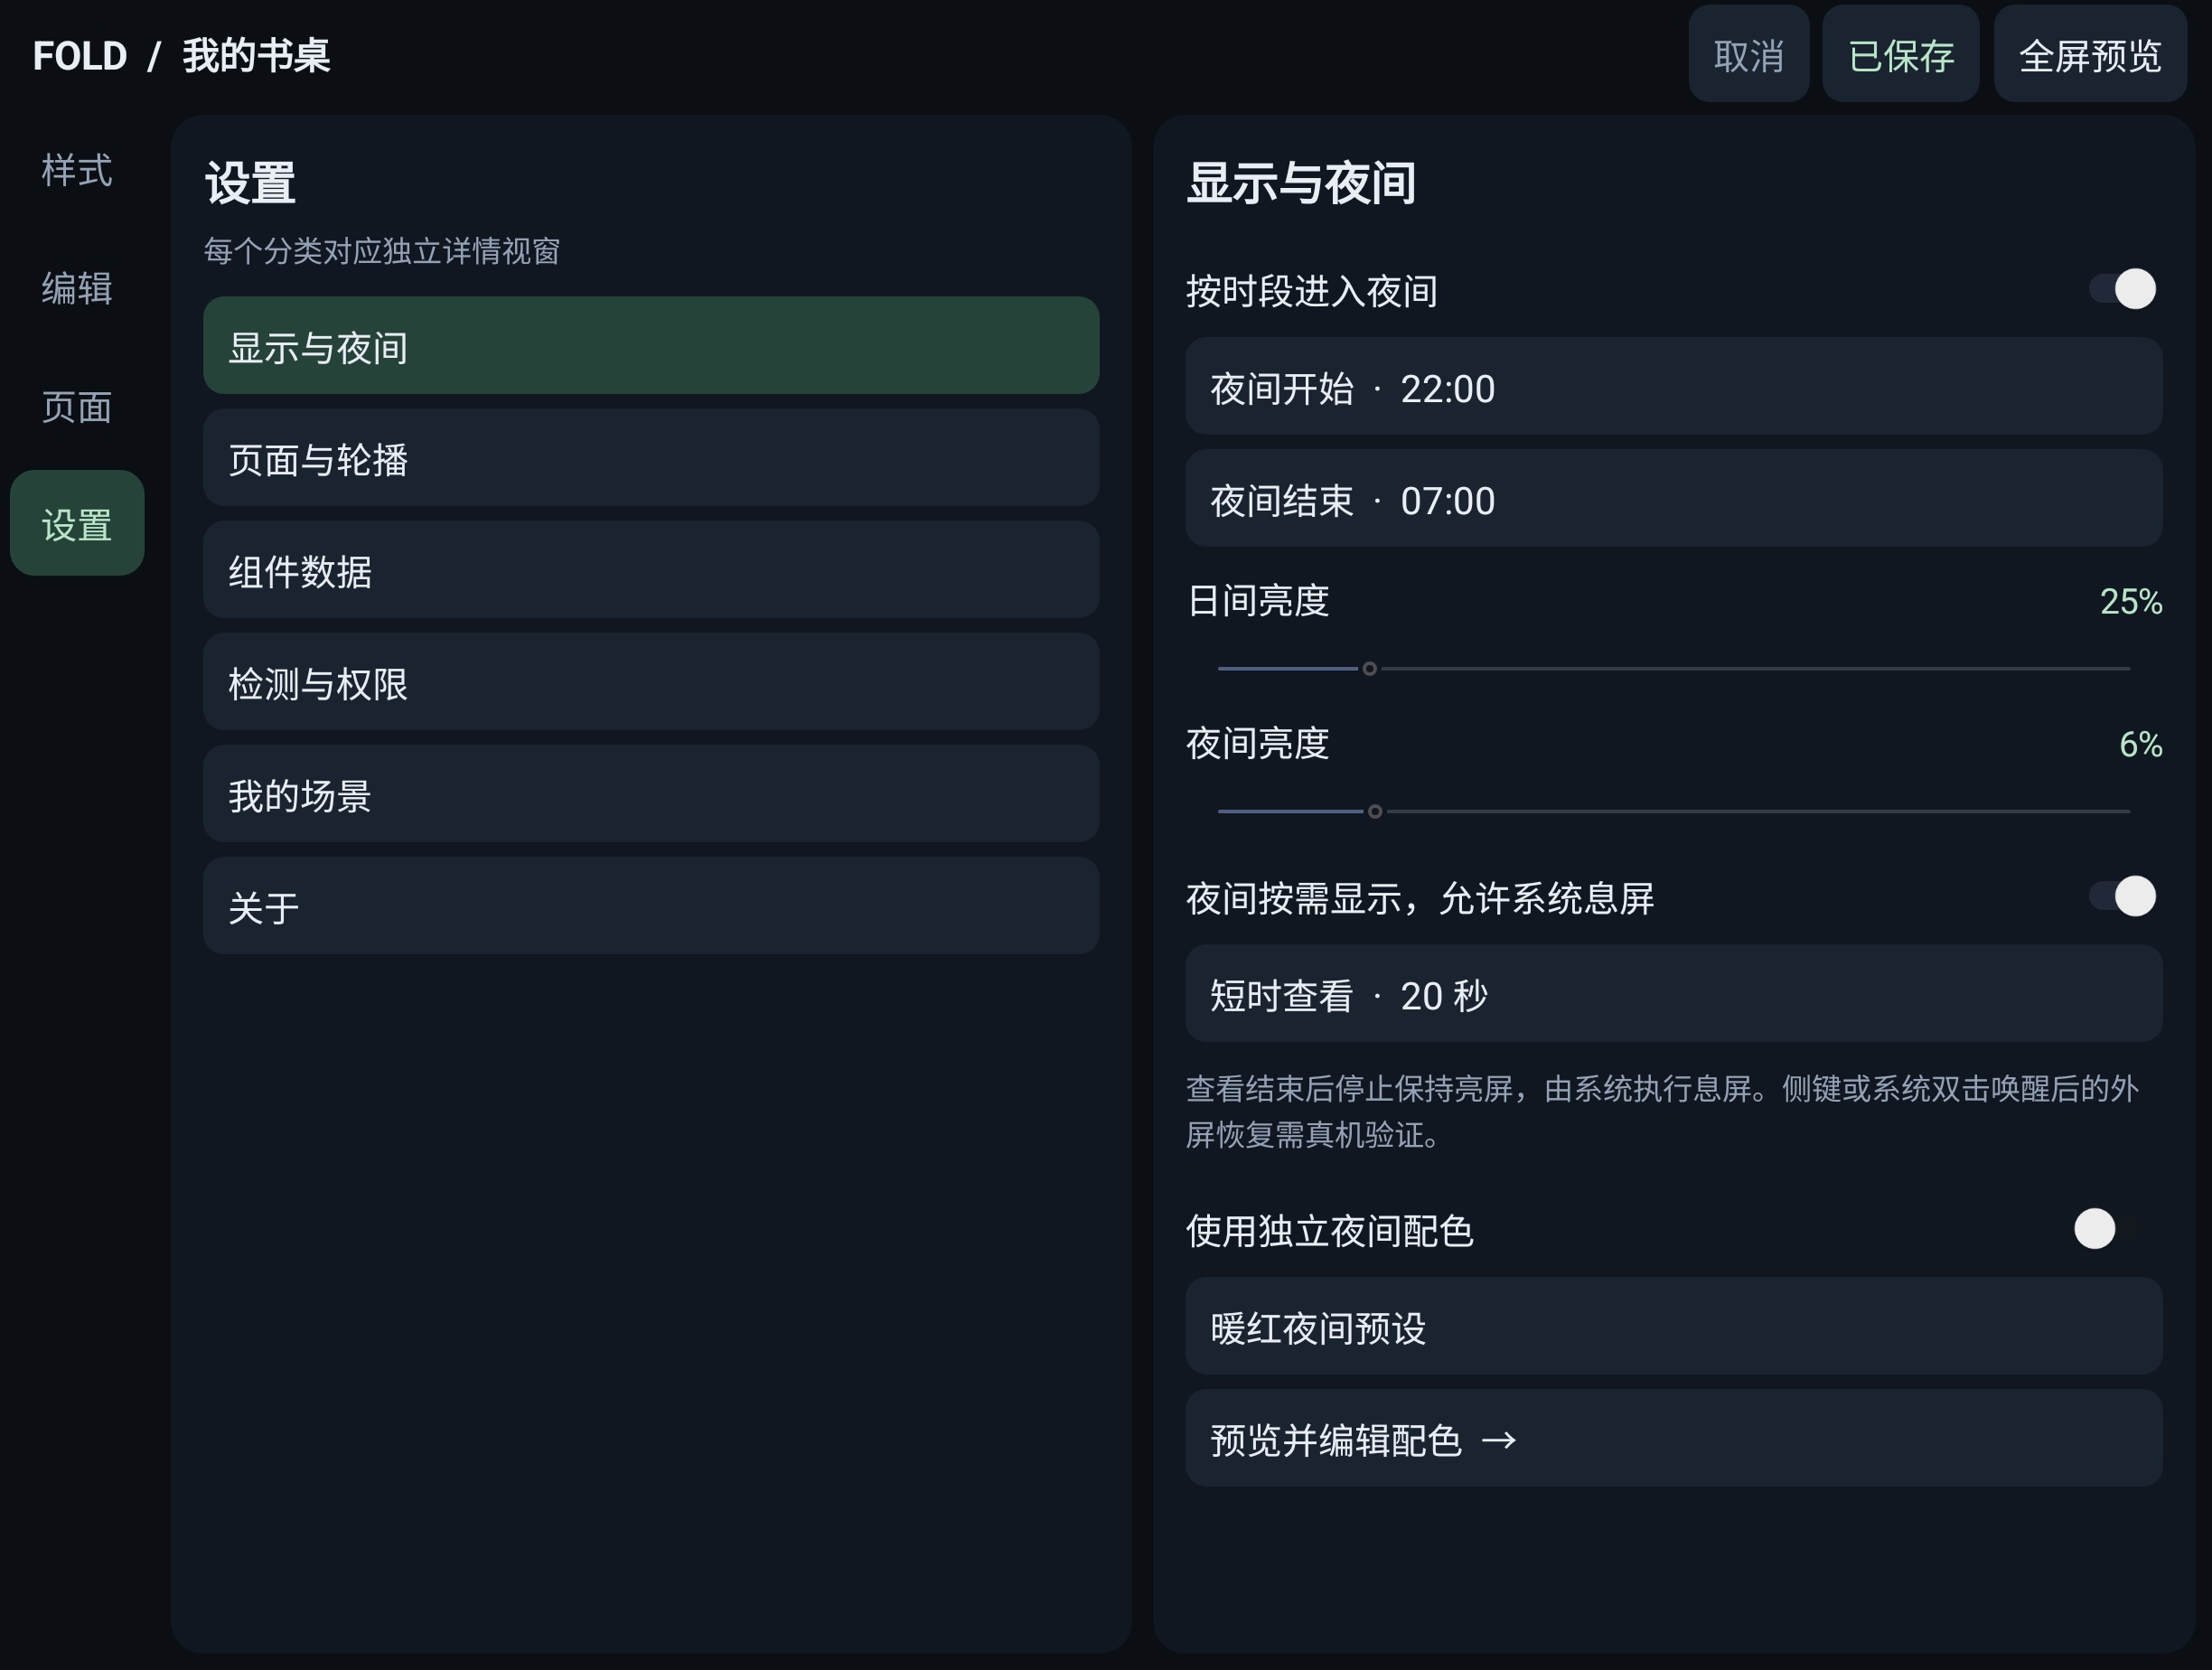 FOLD / 我的书桌
取消
已保存
全屏预览
样式
编辑
页面
设置
设置
每个分类对应独立详情视窗
显示与夜间
页面与轮播
组件数据
检测与权限
我的场景
关于
显示与夜间
按时段进入夜间
夜间开始 · 22:00
夜间结束 · 07:00
日间亮度 25%
夜间亮度 6%
夜间按需显示，允许系统息屏
短时查看 · 20 秒
查看结束后停止保持亮屏，由系统执行息屏。侧键或系统双击唤醒后的外
屏恢复需真机验证。
使用独立夜间配色
暖红夜间预设
预览并编辑配色 →